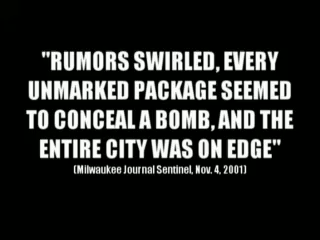 "RUMORS SWIRLED, EVERY
UNMARKED PACKAGE SEEMED
TO CONCEAL A BOMB, AND THE
ENTIRE CITY WAS ON EDGE"
(Milwaukee Journal Sentinel, Nov. 4, 2001)